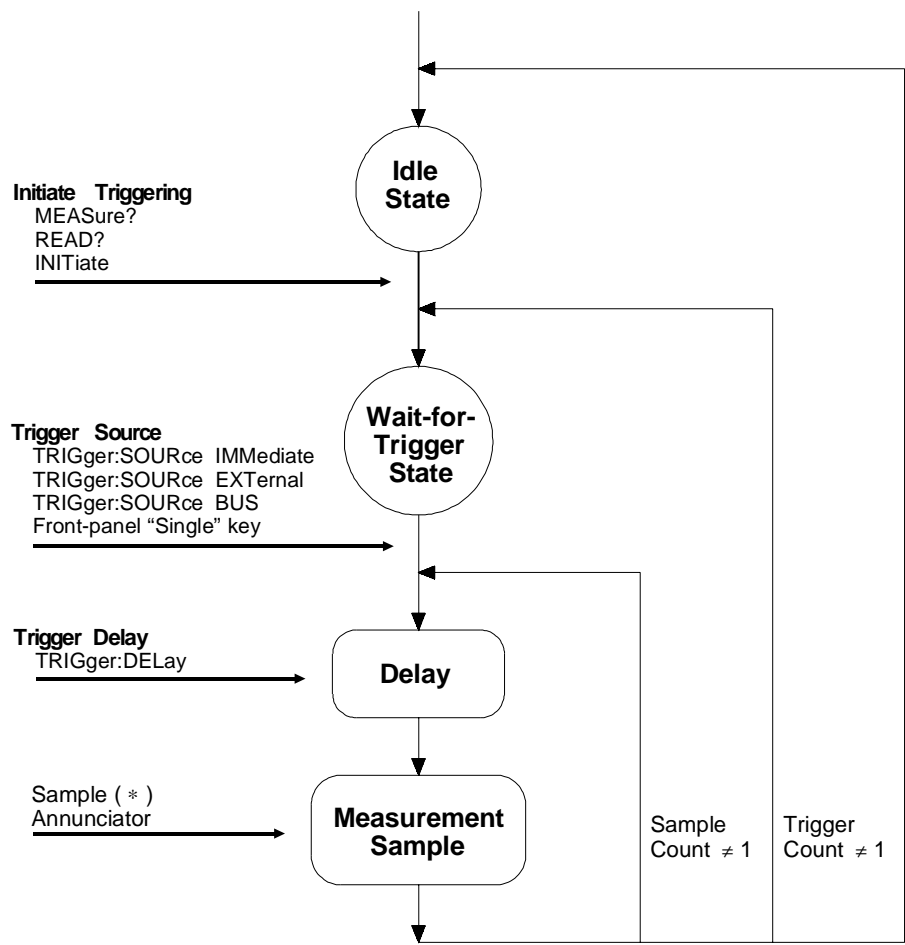 Idle
State
Initiate Triggering
MEASure?
READ?
INITiate
Wait-for-
Trigger
State
Trigger Source
TRIGger:SOURce IMMediate
TRIGger:SOURce EXTernal
TRIGger:SOURce BUS
Front-panel “Single” key
Trigger Delay
TRIGger:DELay
Delay
Sample ( * )
Annunciator
Measurement
Sample
Sample
Count ≠ 1
Trigger
Count ≠ 1